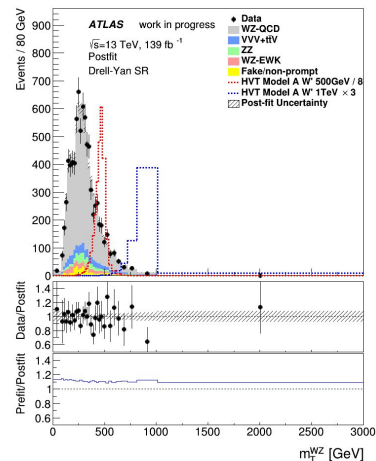 Events / 80 GeV
900
800
700
600
500
400
300
200
100
0
ATLAS work in progress
√s=13 TeV, 139 fb⁻¹
Postfit
Drell-Yan SR
Data
WZ-QCD
VVV+tt̄V
ZZ
WZ-EWK
Fake/non-prompt
HVT Model A W' 500GeV / 8
HVT Model A W' 1TeV × 3
Post-fit Uncertainty
Data/Postfit
1.4
1.2
1
0.8
0.6
Prefit/Postfit
1.4
1.2
1
0.8
0.6
0 500 1000 1500 2000 2500 3000
m_T^WZ [GeV]